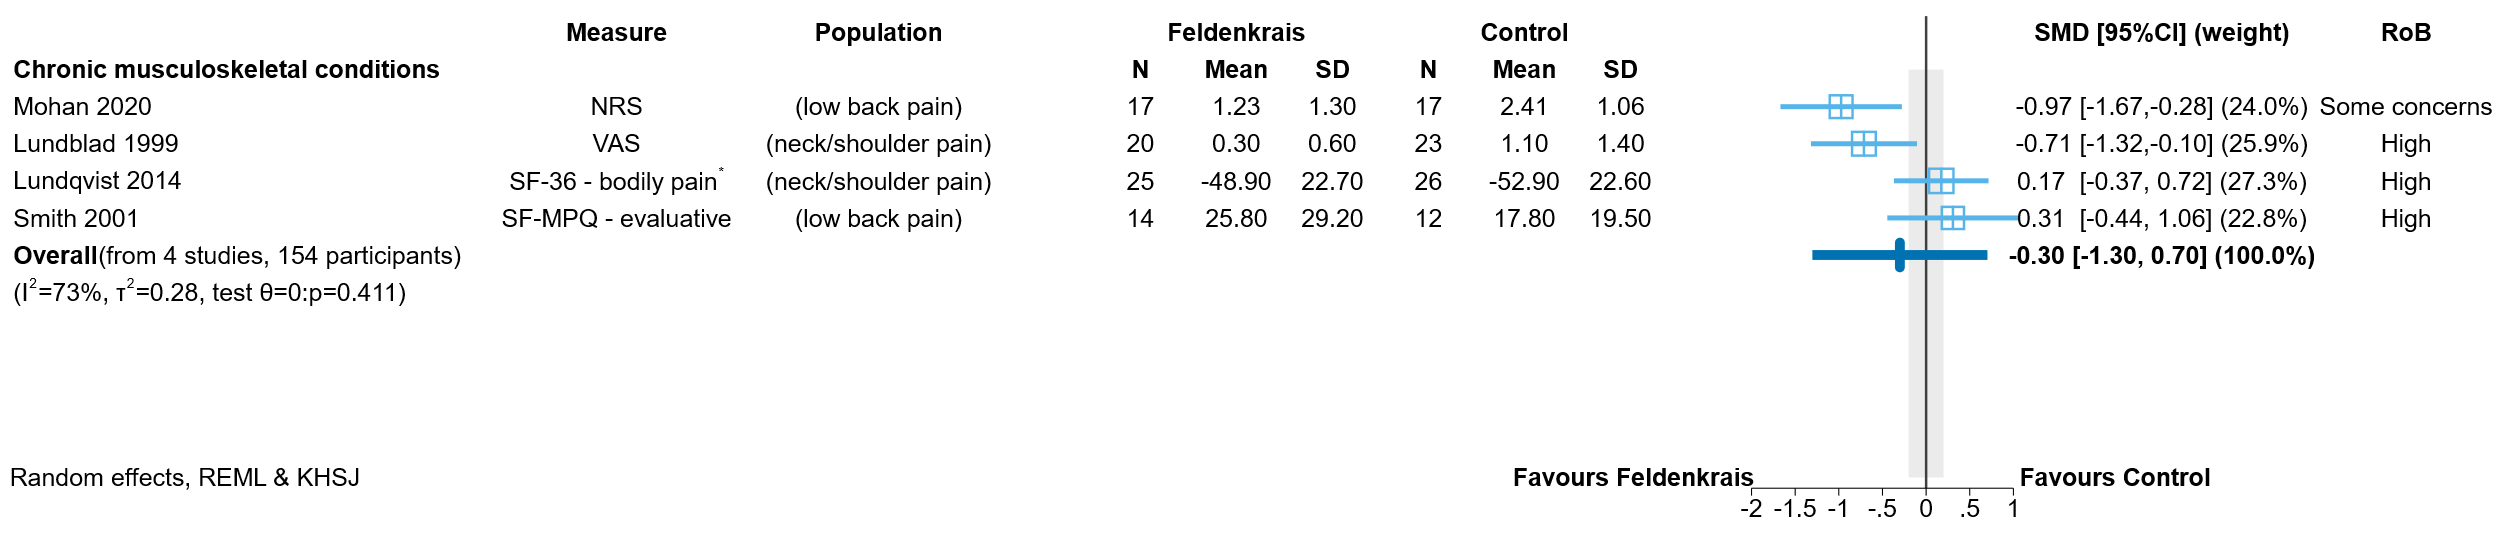 Measure Population Feldenkrais Control SMD [95%CI] (weight) RoB
Chronic musculoskeletal conditions N Mean SD N Mean SD
Mohan 2020 NRS (low back pain) 17 1.23 1.30 17 2.41 1.06 -0.97 [-1.67,-0.28] (24.0%) Some concerns
Lundblad 1999 VAS (neck/shoulder pain) 20 0.30 0.60 23 1.10 1.40 -0.71 [-1.32,-0.10] (25.9%) High
Lundqvist 2014 SF-36 - bodily pain* (neck/shoulder pain) 25 -48.90 22.70 26 -52.90 22.60 0.17 [-0.37, 0.72] (27.3%) High
Smith 2001 SF-MPQ - evaluative (low back pain) 14 25.80 29.20 12 17.80 19.50 0.31 [-0.44, 1.06] (22.8%) High
Overall(from 4 studies, 154 participants) -0.30 [-1.30, 0.70] (100.0%)
(I²=73%, τ²=0.28, test θ=0:p=0.411)
Random effects, REML & KHSJ Favours Feldenkrais Favours Control
-2 -1.5 -1 -.5 0 .5 1